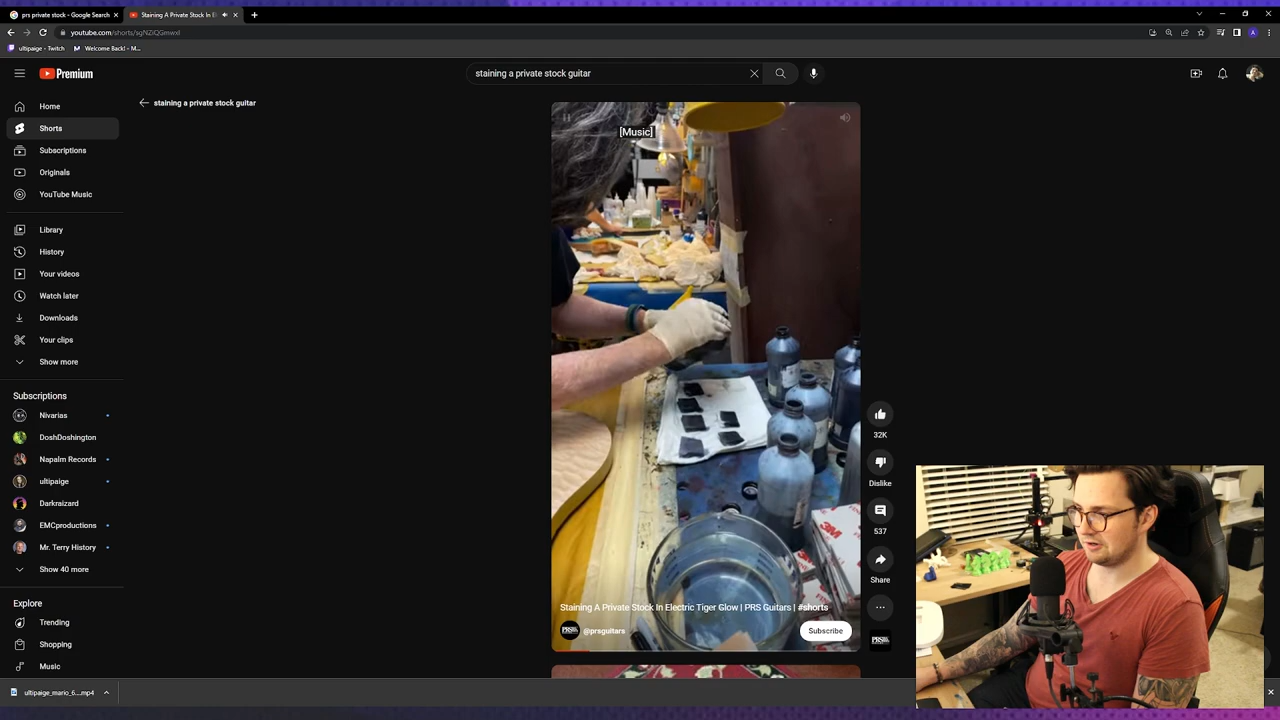 prs private stock - Google Search
Staining A Private Stock In El
youtube.com/shorts/sgNZiQGmwxI
ultipaige - Twitch
Welcome Back! - M...
Premium
staining a private stock guitar
Home
Shorts
Subscriptions
Originals
YouTube Music
Library
History
Your videos
Watch later
Downloads
Your clips
Show more
Subscriptions
Nivarias
DoshDoshington
Napalm Records
ultipaige
Darkraizard
EMCproductions
Mr. Terry History
Show 40 more
Explore
Trending
Shopping
Music
staining a private stock guitar
[Music]
3M
Staining A Private Stock In Electric Tiger Glow | PRS Guitars | #shorts
PRS
@prsguitars
Subscribe
32K
Dislike
537
Share
PRS
ultipaige_mario_6....mp4